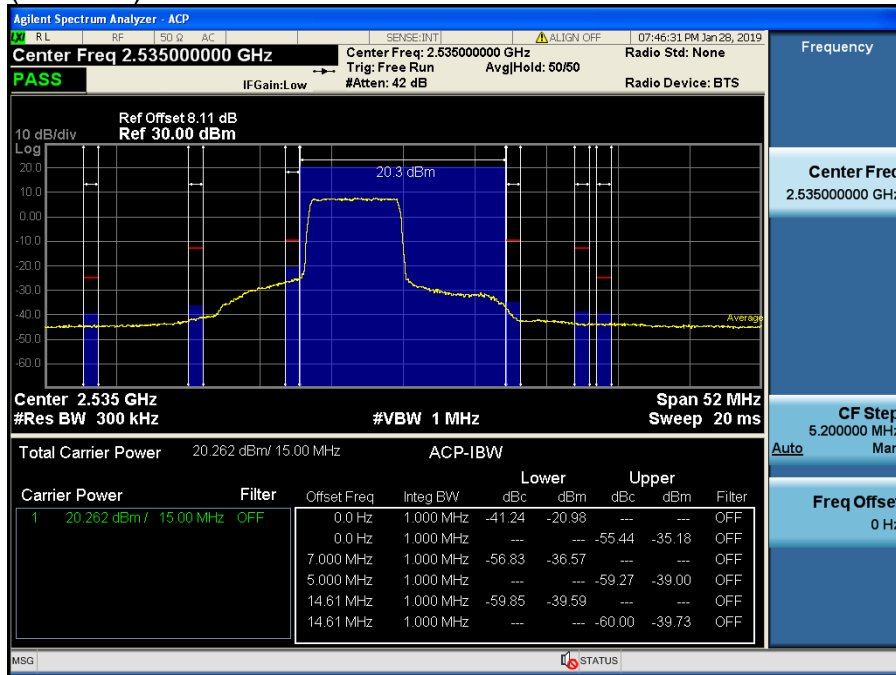 Agilent Spectrum Analyzer - ACP
LXI RL RF 50 Ω AC SENSE:INT ALIGN OFF 07:46:31 PM Jan 28, 2019
Center Freq 2.535000000 GHz Center Freq: 2.535000000 GHz Radio Std: None
Trig: Free Run Avg|Hold: 50/50
PASS IFGain:Low #Atten: 42 dB Radio Device: BTS
Frequency
Ref Offset 8.11 dB
10 dB/div Ref 30.00 dBm
Log
20.0
10.0
0.00
-10.0
-20.0
-30.0
-40.0
-50.0
-60.0
20.3 dBm
Average
Center 2.535 GHz Span 52 MHz
#Res BW 300 kHz #VBW 1 MHz Sweep 20 ms
Total Carrier Power 20.262 dBm/ 15.00 MHz ACP-IBW
Lower Upper
Carrier Power Filter Offset Freq Integ BW dBc dBm dBc dBm Filter
1 20.262 dBm / 15.00 MHz OFF
0.0 Hz 1.000 MHz -41.24 -20.98 --- --- OFF
0.0 Hz 1.000 MHz --- --- -55.44 -35.18 OFF
7.000 MHz 1.000 MHz -56.83 -36.57 --- --- OFF
5.000 MHz 1.000 MHz --- --- -59.27 -39.00 OFF
14.61 MHz 1.000 MHz -59.85 -39.59 --- --- OFF
14.61 MHz 1.000 MHz --- --- -60.00 -39.73 OFF
Center Freq
2.535000000 GHz
CF Step
5.200000 MHz
Auto Man
Freq Offset
0 Hz
MSG STATUS